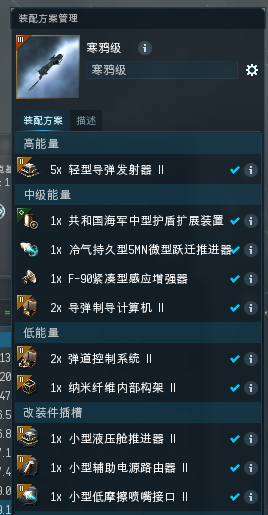 装配方案管理
寒鸦级
寒鸦级
装配方案 描述
高能量
5x 轻型导弹发射器 II
中级能量
1x 共和国海军中型护盾扩展装置
1x 冷气持久型5MN微型跃迁推进器
1x F-90紧凑型感应增强器
2x 导弹制导计算机 II
低能量
2x 弹道控制系统 II
1x 纳米纤维内部构架 II
改装件插槽
1x 小型液压舱推进器 II
1x 小型辅助电源路由器 II
1x 小型低摩擦喷嘴接口 II